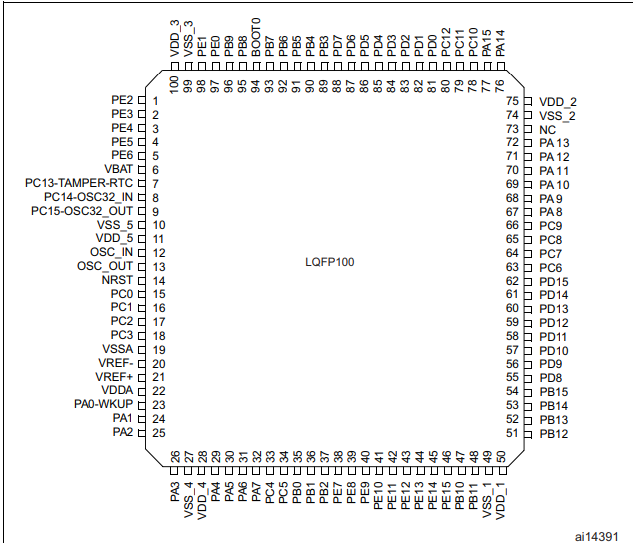 VDD_3 VSS_3 PE1 PE0 PB9 PB8 BOOT0 PB7 PB6 PB5 PB4 PB3 PD7 PD6 PD5 PD4 PD3 PD2 PD1 PD0 PC12 PC11 PC10 PA15 PA14
100 99 98 97 96 95 94 93 92 91 90 89 88 87 86 85 84 83 82 81 80 79 78 77 76
PE2 1 75 VDD_2
PE3 2 74 VSS_2
PE4 3 73 NC
PE5 4 72 PA13
PE6 5 71 PA12
VBAT 6 70 PA11
PC13-TAMPER-RTC 7 69 PA10
PC14-OSC32_IN 8 68 PA9
PC15-OSC32_OUT 9 67 PA8
VSS_5 10 66 PC9
VDD_5 11 65 PC8
OSC_IN 12 64 PC7
OSC_OUT 13 LQFP100 63 PC6
NRST 14 62 PD15
PC0 15 61 PD14
PC1 16 60 PD13
PC2 17 59 PD12
PC3 18 58 PD11
VSSA 19 57 PD10
VREF- 20 56 PD9
VREF+ 21 55 PD8
VDDA 22 54 PB15
PA0-WKUP 23 53 PB14
PA1 24 52 PB13
PA2 25 51 PB12
26 27 28 29 30 31 32 33 34 35 36 37 38 39 40 41 42 43 44 45 46 47 48 49 50
PA3 VSS_4 VDD_4 PA4 PA5 PA6 PA7 PC4 PC5 PB0 PB1 PB2 PE7 PE8 PE9 PE10 PE11 PE12 PE13 PE14 PE15 PB10 PB11 VSS_1 VDD_1
ai14391